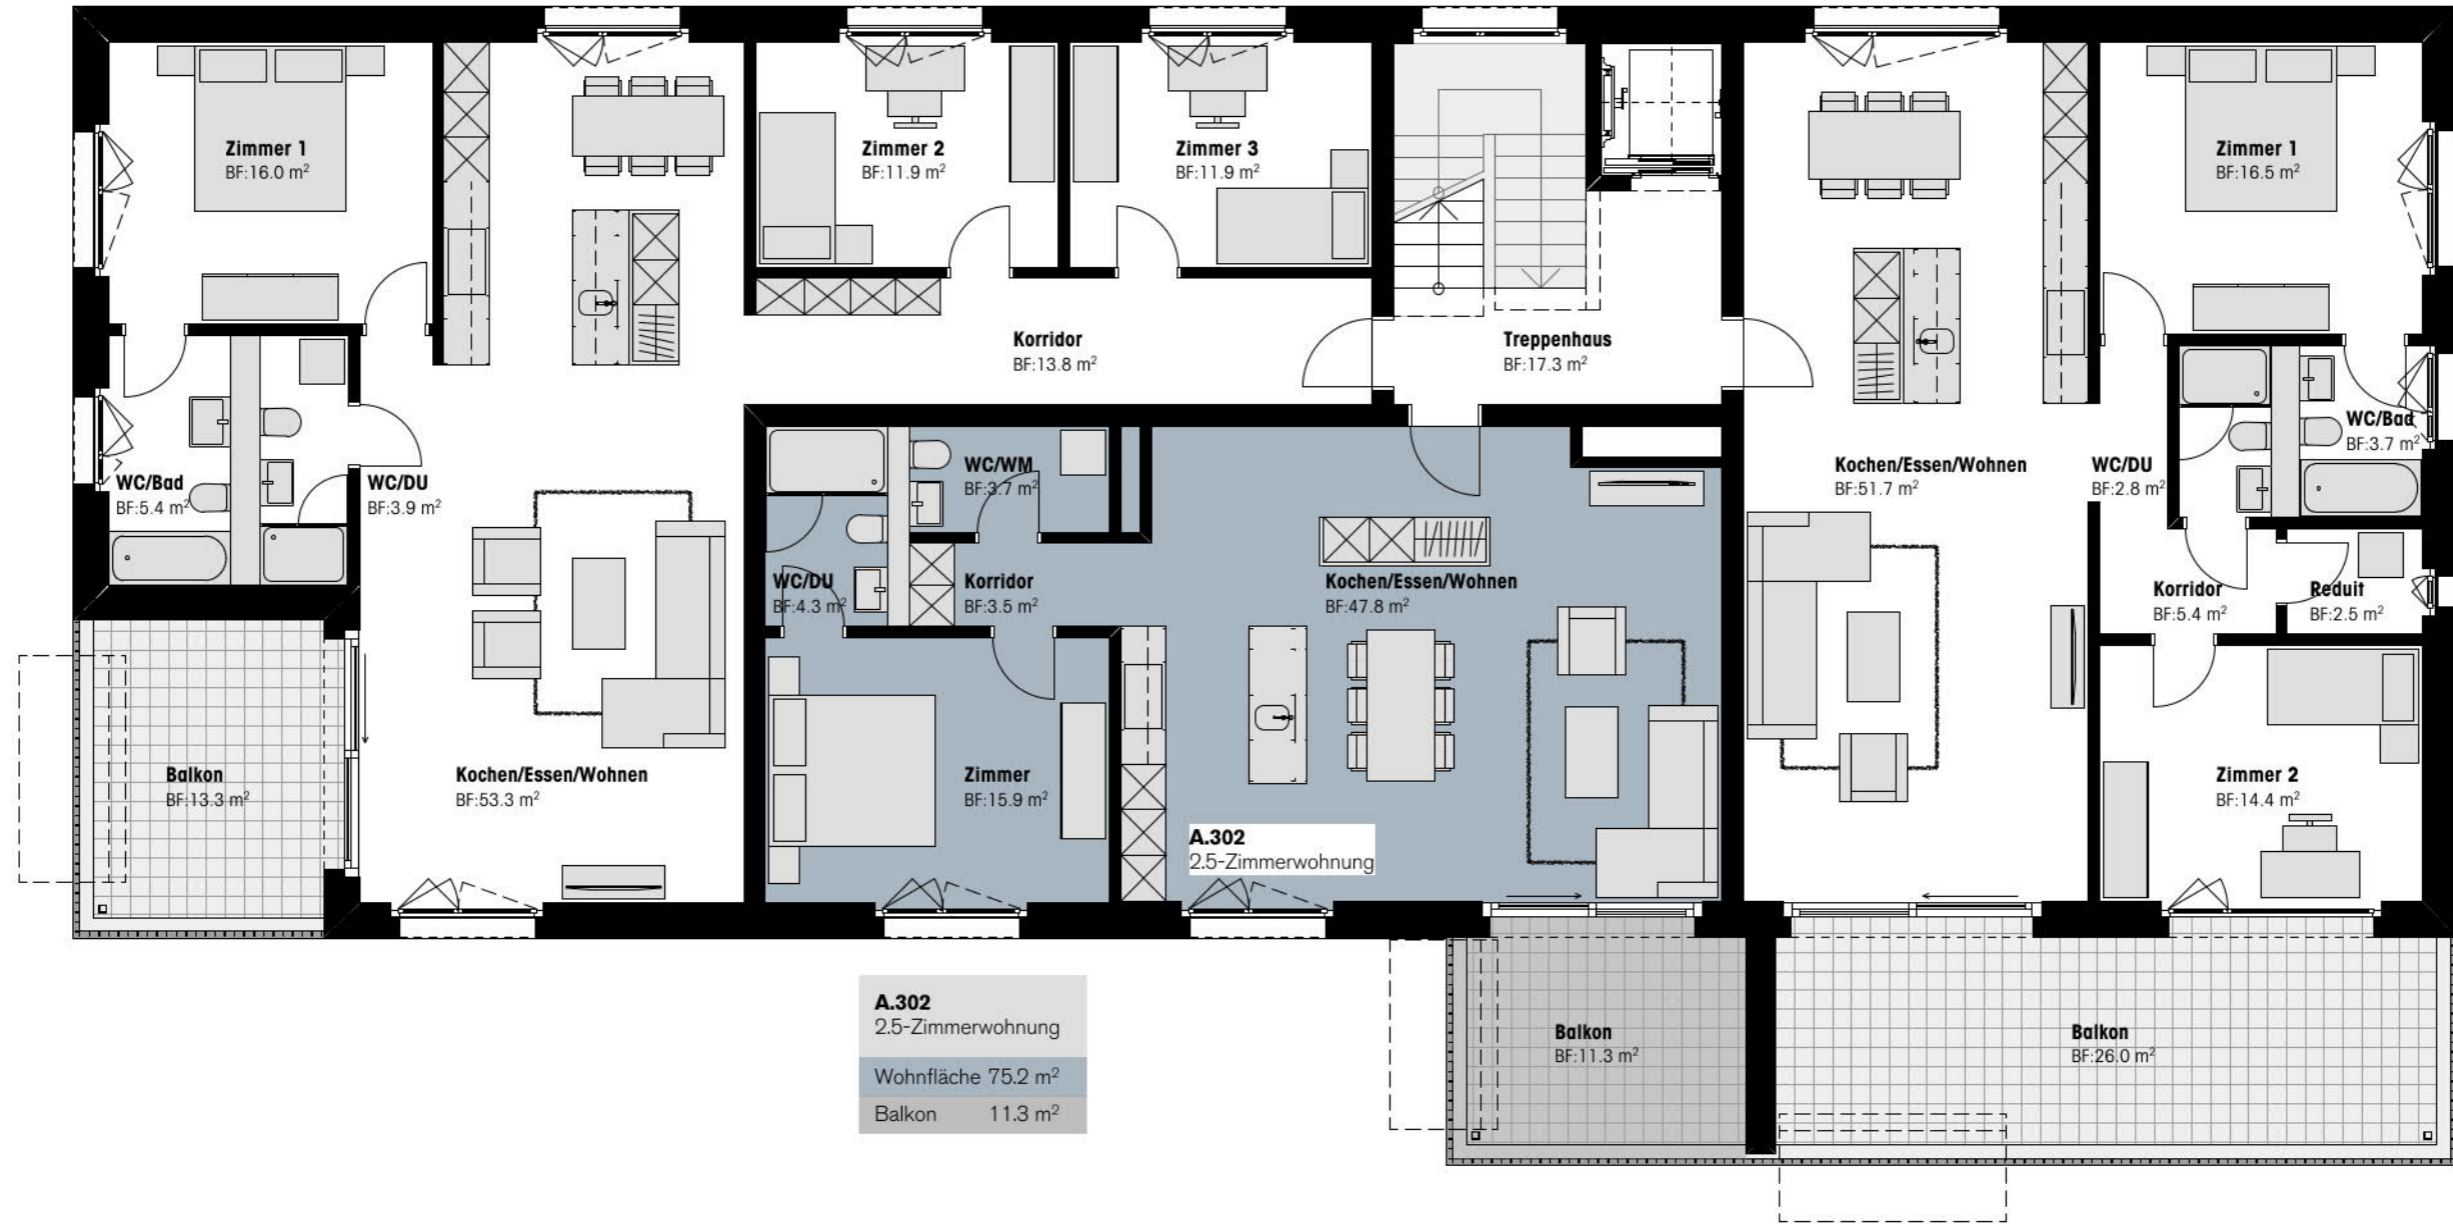 Zimmer 1
BF:16.0 m²
Zimmer 2
BF:11.9 m²
Zimmer 3
BF:11.9 m²
Zimmer 1
BF:16.5 m²
Korridor
BF:13.8 m²
Treppenhaus
BF:17.3 m²
WC/Bad
BF:5.4 m²
WC/DU
BF:3.9 m²
WC/WM
BF:3.7 m²
Kochen/Essen/Wohnen
BF:51.7 m²
WC/DU
BF:2.8 m²
WC/Bad
BF:3.7 m²
WC/DU
BF:4.3 m²
Korridor
BF:3.5 m²
Kochen/Essen/Wohnen
BF:47.8 m²
Korridor
BF:5.4 m²
Reduit
BF:2.5 m²
Balkon
BF:13.3 m²
Kochen/Essen/Wohnen
BF:53.3 m²
Zimmer
BF:15.9 m²
A.302
2.5-Zimmerwohnung
Zimmer 2
BF:14.4 m²
A.302
2.5-Zimmerwohnung
Wohnfläche 75.2 m²
Balkon 11.3 m²
Balkon
BF:11.3 m²
Balkon
BF:26.0 m²